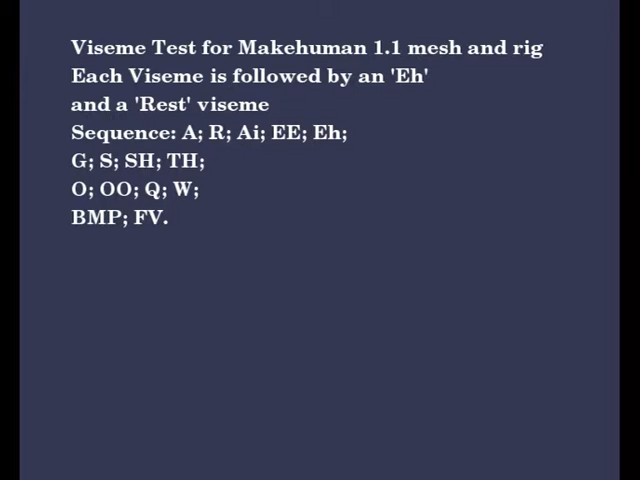 Viseme Test for Makehuman 1.1 mesh and rig
Each Viseme is followed by an 'Eh'
and a 'Rest' viseme
Sequence: A; R; Ai; EE; Eh;
G; S; SH; TH;
O; OO; Q; W;
BMP; FV.